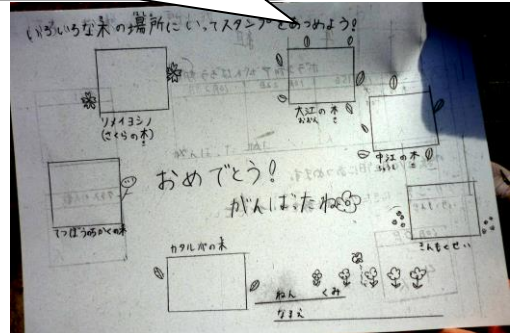 いろいろな木の場所にいってスタンプをあつめよう！
ソメイヨシノ
(さくらの木)
大江の木
中江の木
おめでとう！
がんばったね
てつぼうのちかくの木
きんもくせい
カタルパの木
ねん くみ
なまえ